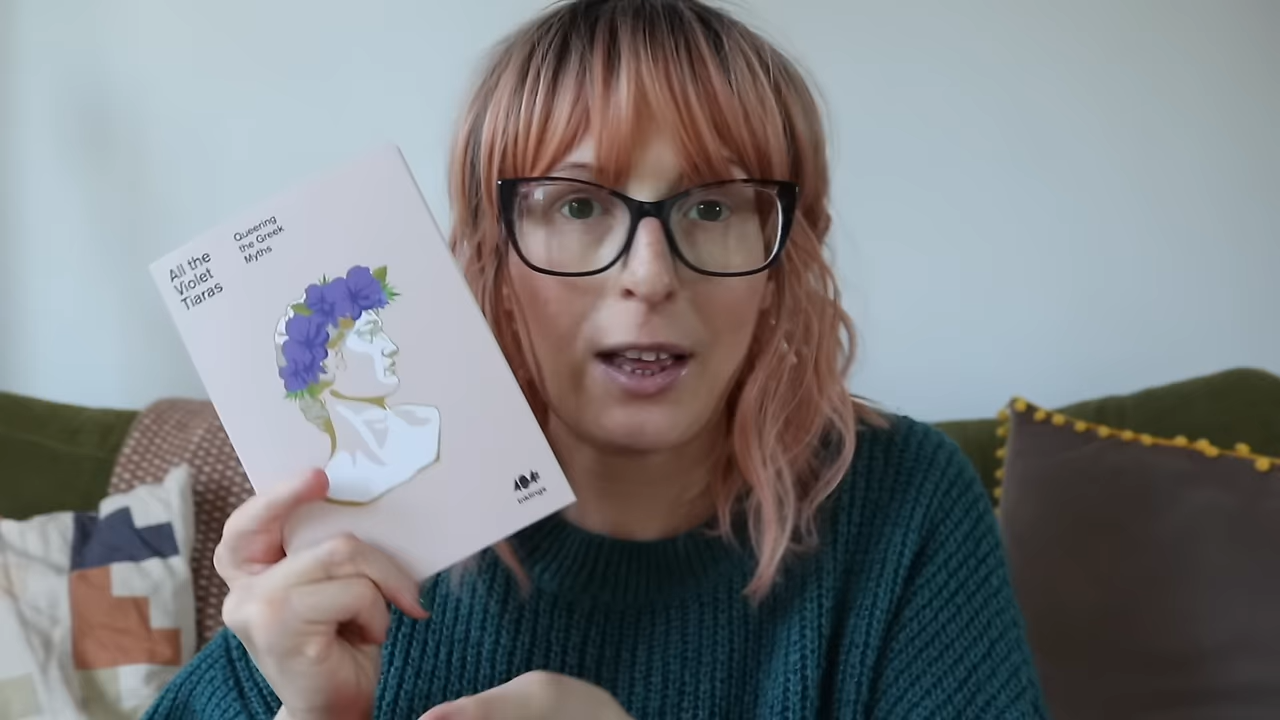 All the
Violet
Tiaras
Queering
the Greek
Myths
404
inklings